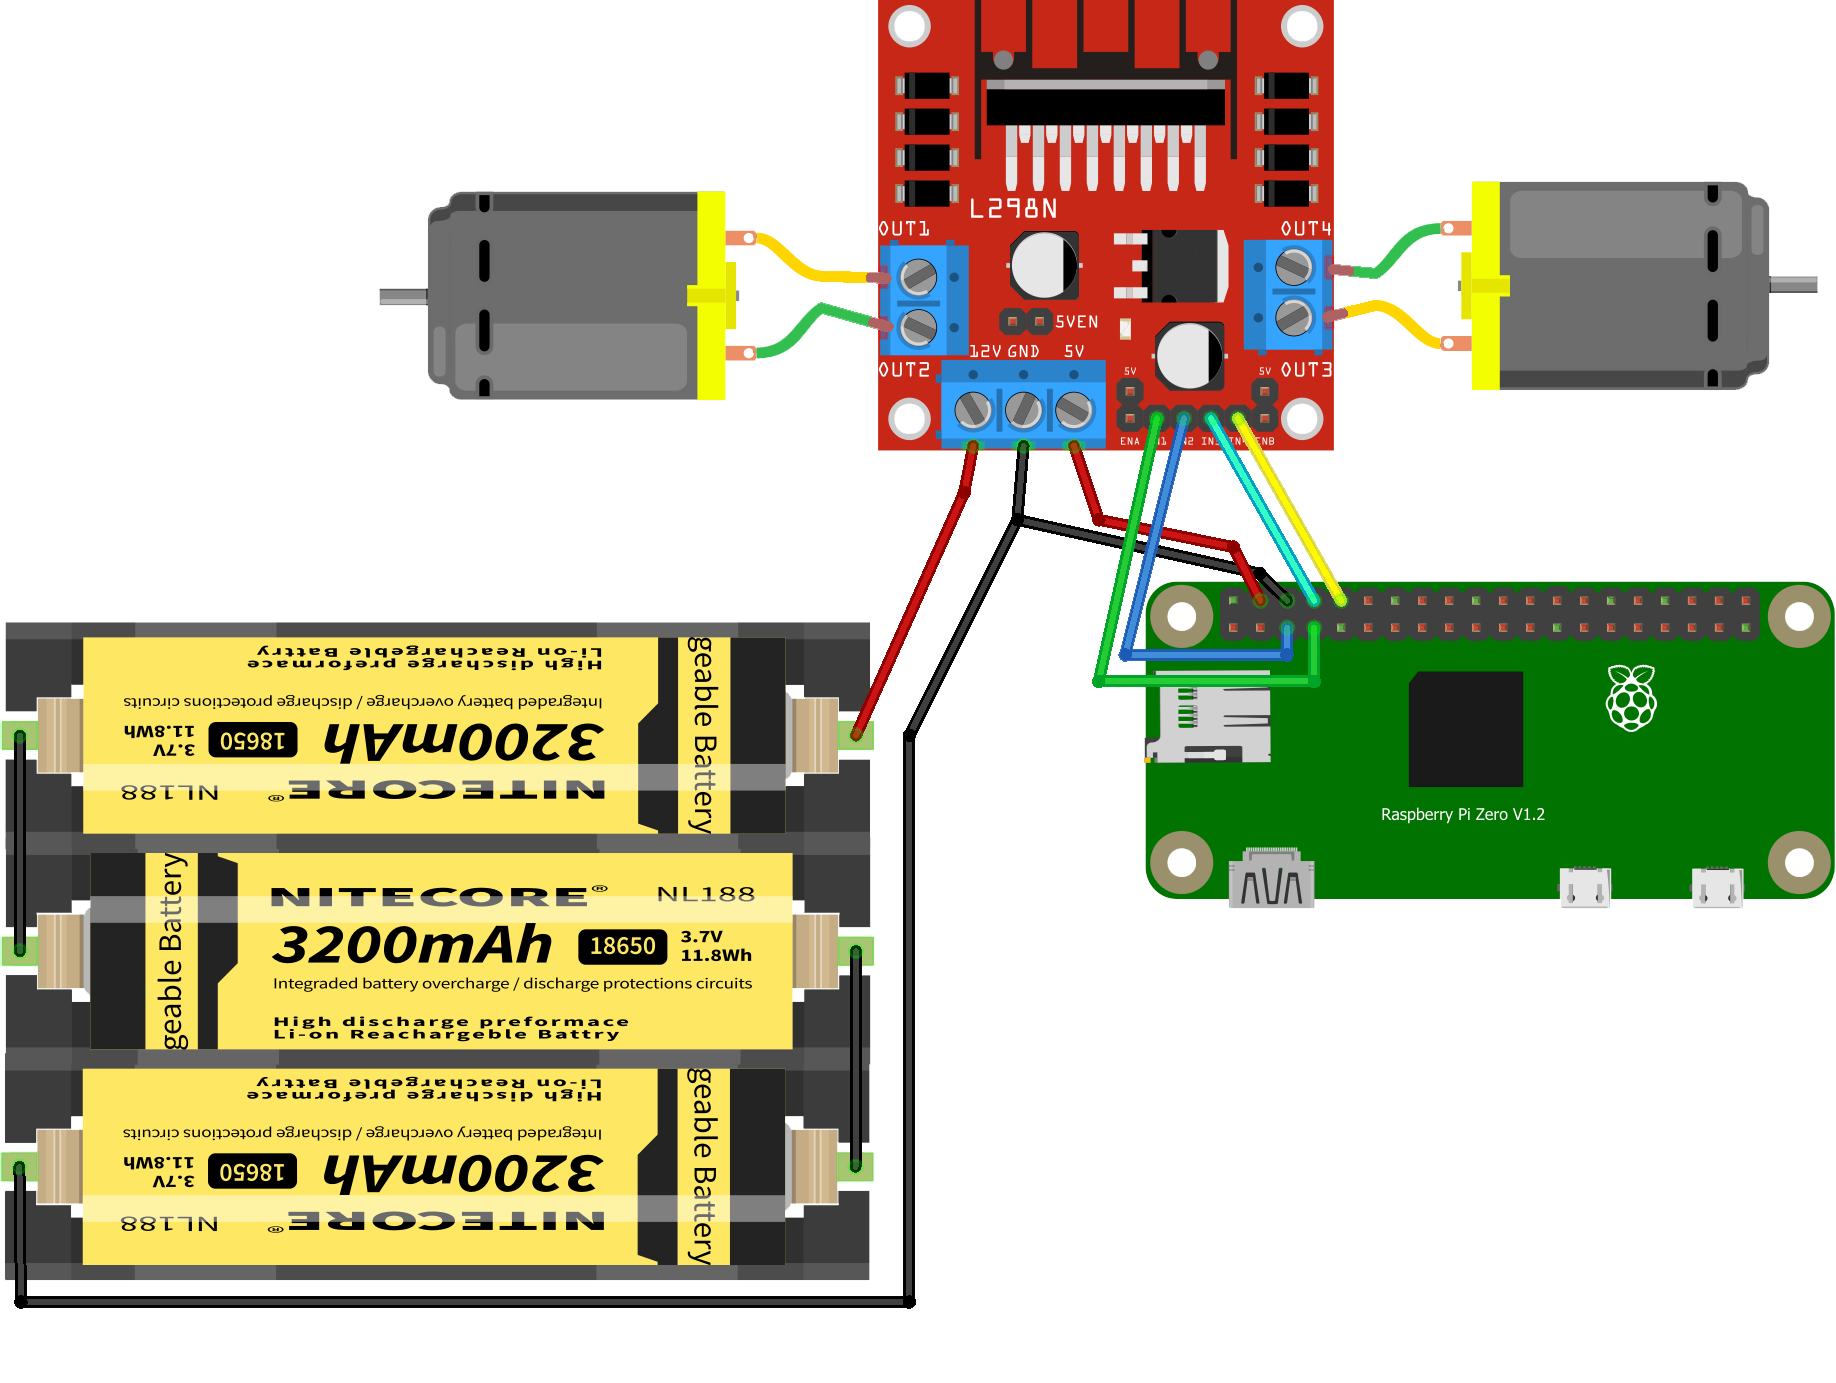 L298N
OUT1
OUT4
5VEN
12V GND 5V
OUT2
OUT3
5V
5V
ENA
IN3
ENB
High discharge preformace
Li-on Reachargeble Battry
Integraded battery overcharge / discharge protections circuits
3200mAh
18650
3.7V
11.8Wh
NITECORE®
NL188
geable Battery
geable Battery
NITECORE®
NL188
3200mAh
18650
3.7V
11.8Wh
Integraded battery overcharge / discharge protections circuits
High discharge preformace
Li-on Reachargeble Battry
High discharge preformace
Li-on Reachargeble Battry
Integraded battery overcharge / discharge protections circuits
3200mAh
18650
3.7V
11.8Wh
NITECORE®
NL188
geable Battery
Raspberry Pi Zero V1.2